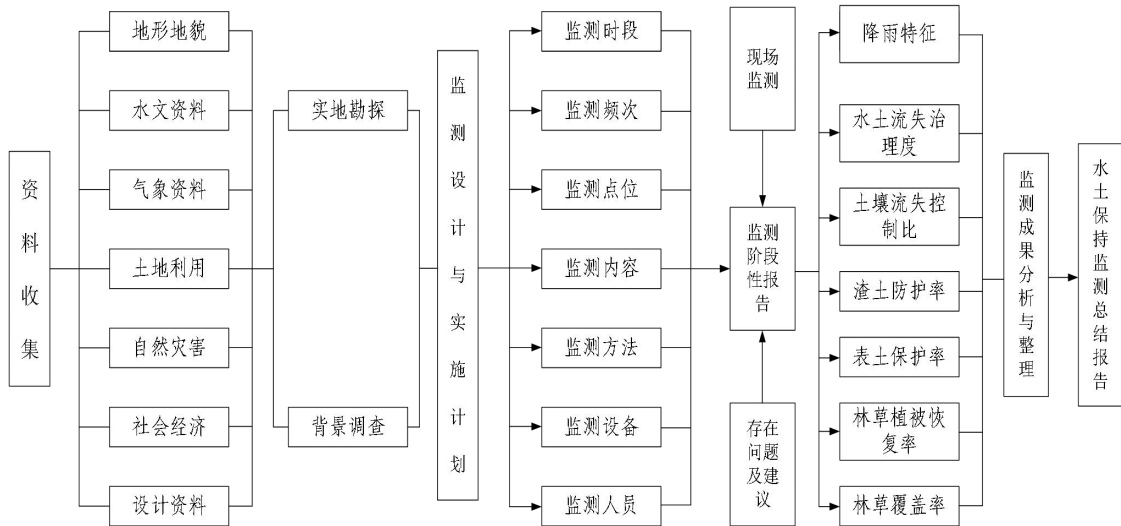 资料收集
地形地貌
水文资料
气象资料
土地利用
自然灾害
社会经济
设计资料
实地勘探
背景调查
监测设计与实施计划
监测时段
监测频次
监测点位
监测内容
监测方法
监测设备
监测人员
现场
监测
监测
阶段
性报
告
存在
问题
及建
议
降雨特征
水土流失治
理度
土壤流失控
制比
渣土防护率
表土保护率
林草植被恢
复率
林草覆盖率
监测成果分析与整理
水土保持监测总结报告